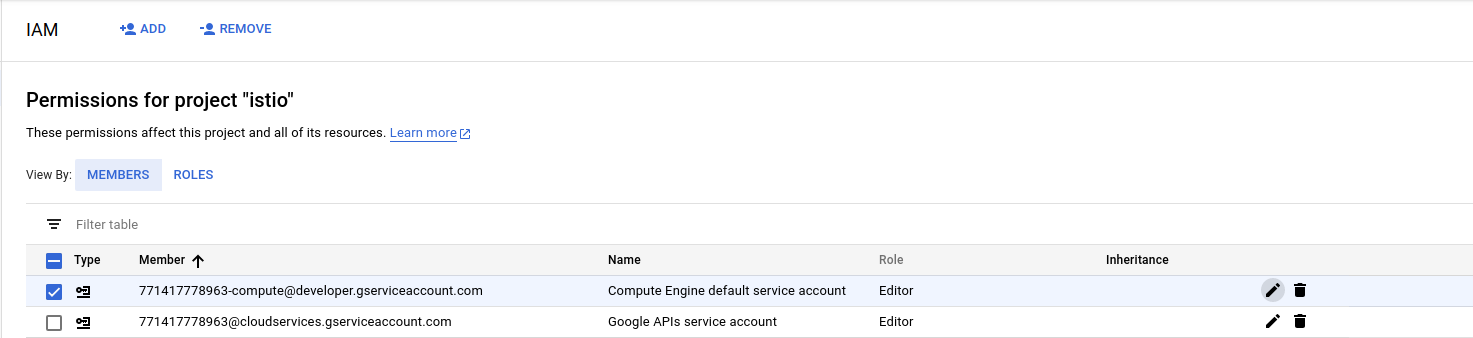 IAM ADD REMOVE
Permissions for project "istio"
These permissions affect this project and all of its resources. Learn more
View By: MEMBERS ROLES
Filter table
Type Member Name Role Inheritance
771417778963-compute@developer.gserviceaccount.com Compute Engine default service account Editor
771417778963@cloudservices.gserviceaccount.com Google APIs service account Editor